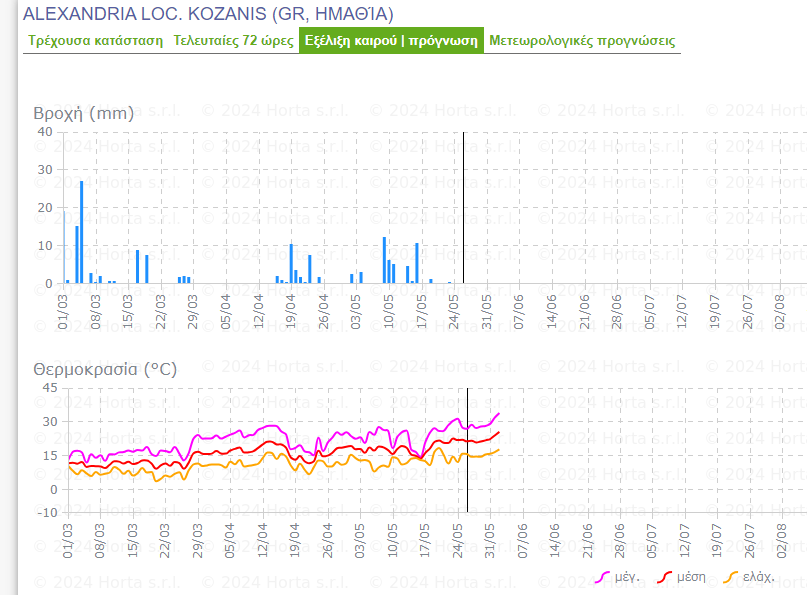 ALEXANDRIA LOC. KOZANIS (GR, ΗΜΑΘΊΑ)
Τρέχουσα κατάσταση Τελευταίες 72 ώρες Εξέλιξη καιρού | πρόγνωση Μετεωρολογικές προγνώσεις
© 2024 Horta s.r.l.
Βροχή (mm)
40
30
20
10
0
01/03 08/03 15/03 22/03 29/03 05/04 12/04 19/04 26/04 03/05 10/05 17/05 24/05 31/05 07/06 14/06 21/06 28/06 05/07 12/07 19/07 26/07 02/08
Θερμοκρασία (°C)
45
30
15
0
-10
01/03 08/03 15/03 22/03 29/03 05/04 12/04 19/04 26/04 03/05 10/05 17/05 24/05 31/05 07/06 14/06 21/06 28/06 05/07 12/07 19/07 26/07 02/08
μέγ. μέση ελάχ.